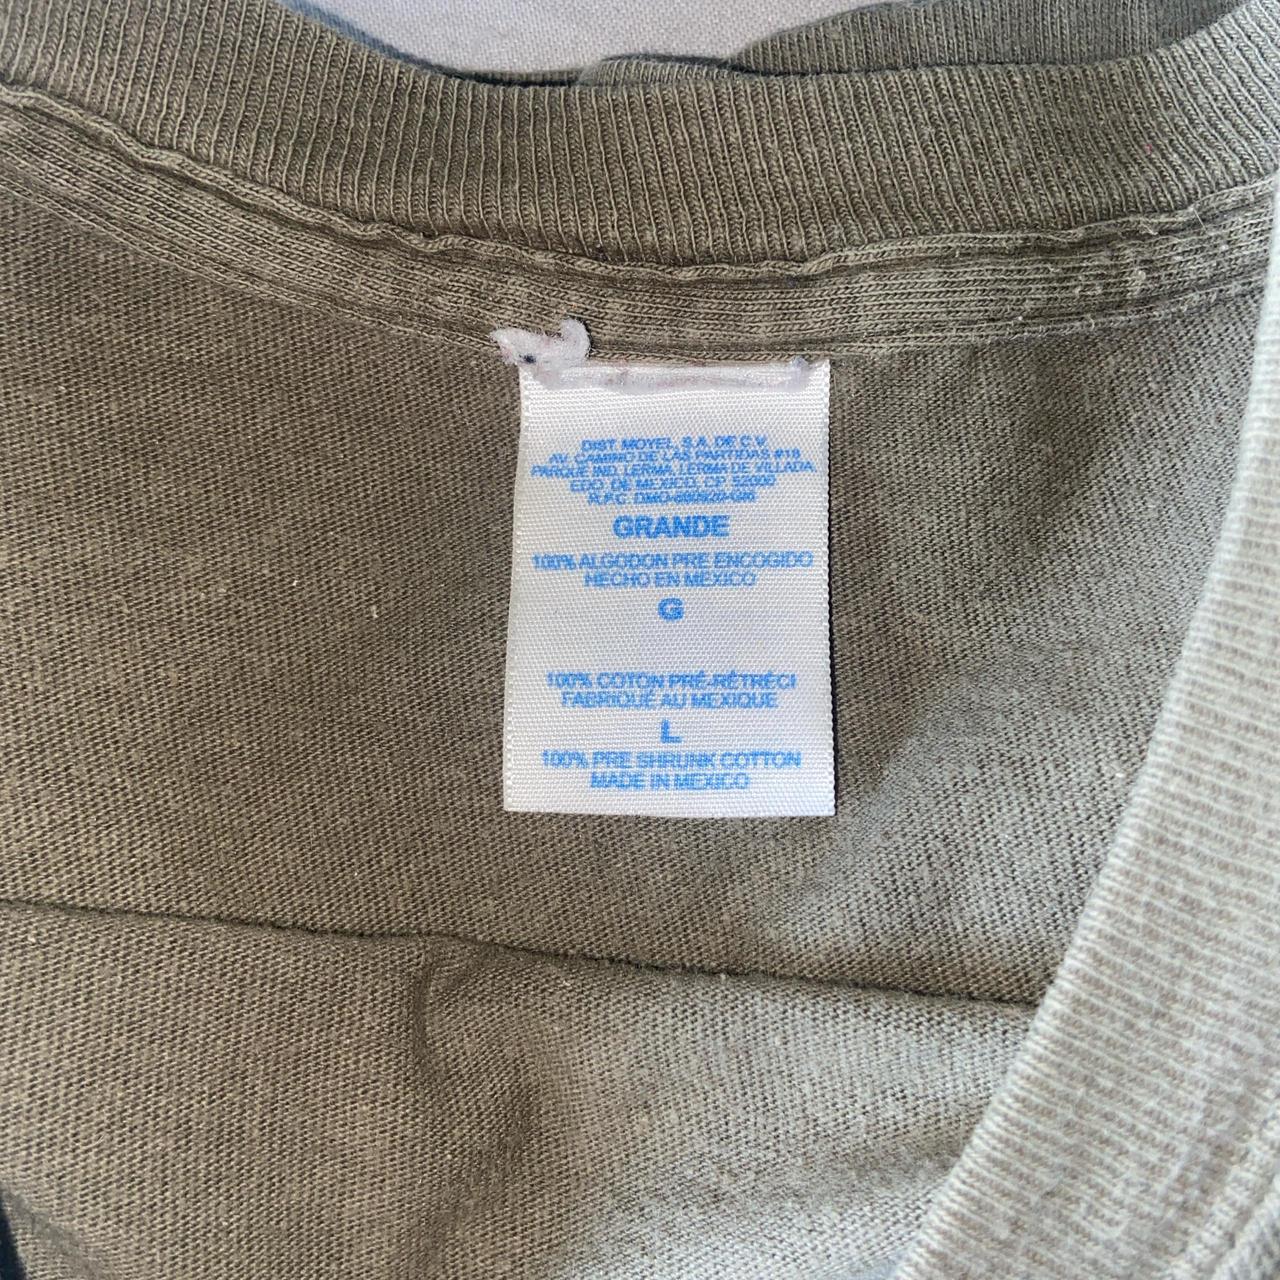 DIST. MOYEL, S.A. DE C.V.
AV. CAMINO DE LAS PARTIDAS #18
PARQUE IND. LERMA, LERMA DE VILLADA
EDO. DE MEXICO, CP 52000
R.F.C.
GRANDE
100% ALGODON PRE ENCOGIDO
HECHO EN MEXICO
G
100% COTON PRÉ-RÉTRÉCI
FABRIQUÉ AU MEXIQUE
L
100% PRE SHRUNK COTTON
MADE IN MEXICO